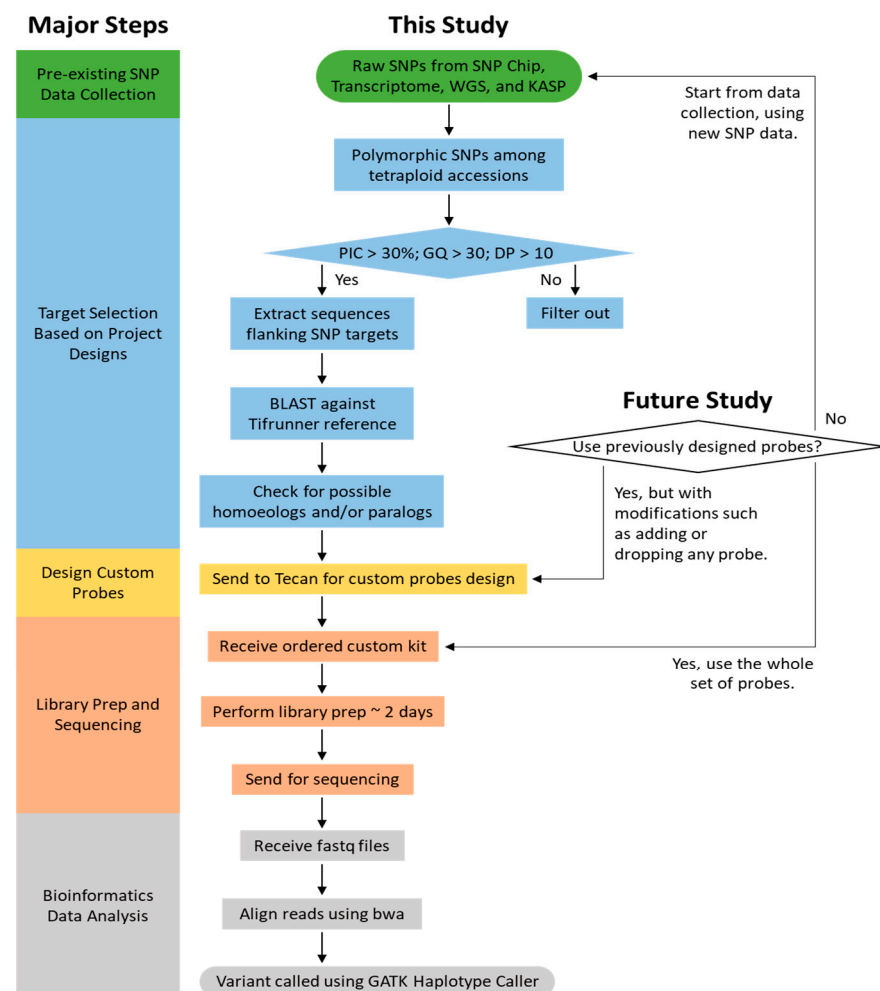 Major Steps
This Study
Pre-existing SNP
Data Collection
Raw SNPs from SNP Chip,
Transcriptome, WGS, and KASP
Start from data
collection, using
new SNP data.
Polymorphic SNPs among
tetraploid accessions
PIC > 30%; GQ > 30; DP > 10
Yes
No
Target Selection
Based on Project
Designs
Extract sequences
flanking SNP targets
Filter out
BLAST against
Tifrunner reference
Future Study
No
Use previously designed probes?
Check for possible
homoeologs and/or paralogs
Yes, but with
modifications such
as adding or
dropping any probe.
Design Custom
Probes
Send to Tecan for custom probes design
Receive ordered custom kit
Yes, use the whole
set of probes.
Library Prep and
Sequencing
Perform library prep ~ 2 days
Send for sequencing
Receive fastq files
Bioinformatics
Data Analysis
Align reads using bwa
Variant called using GATK Haplotype Caller